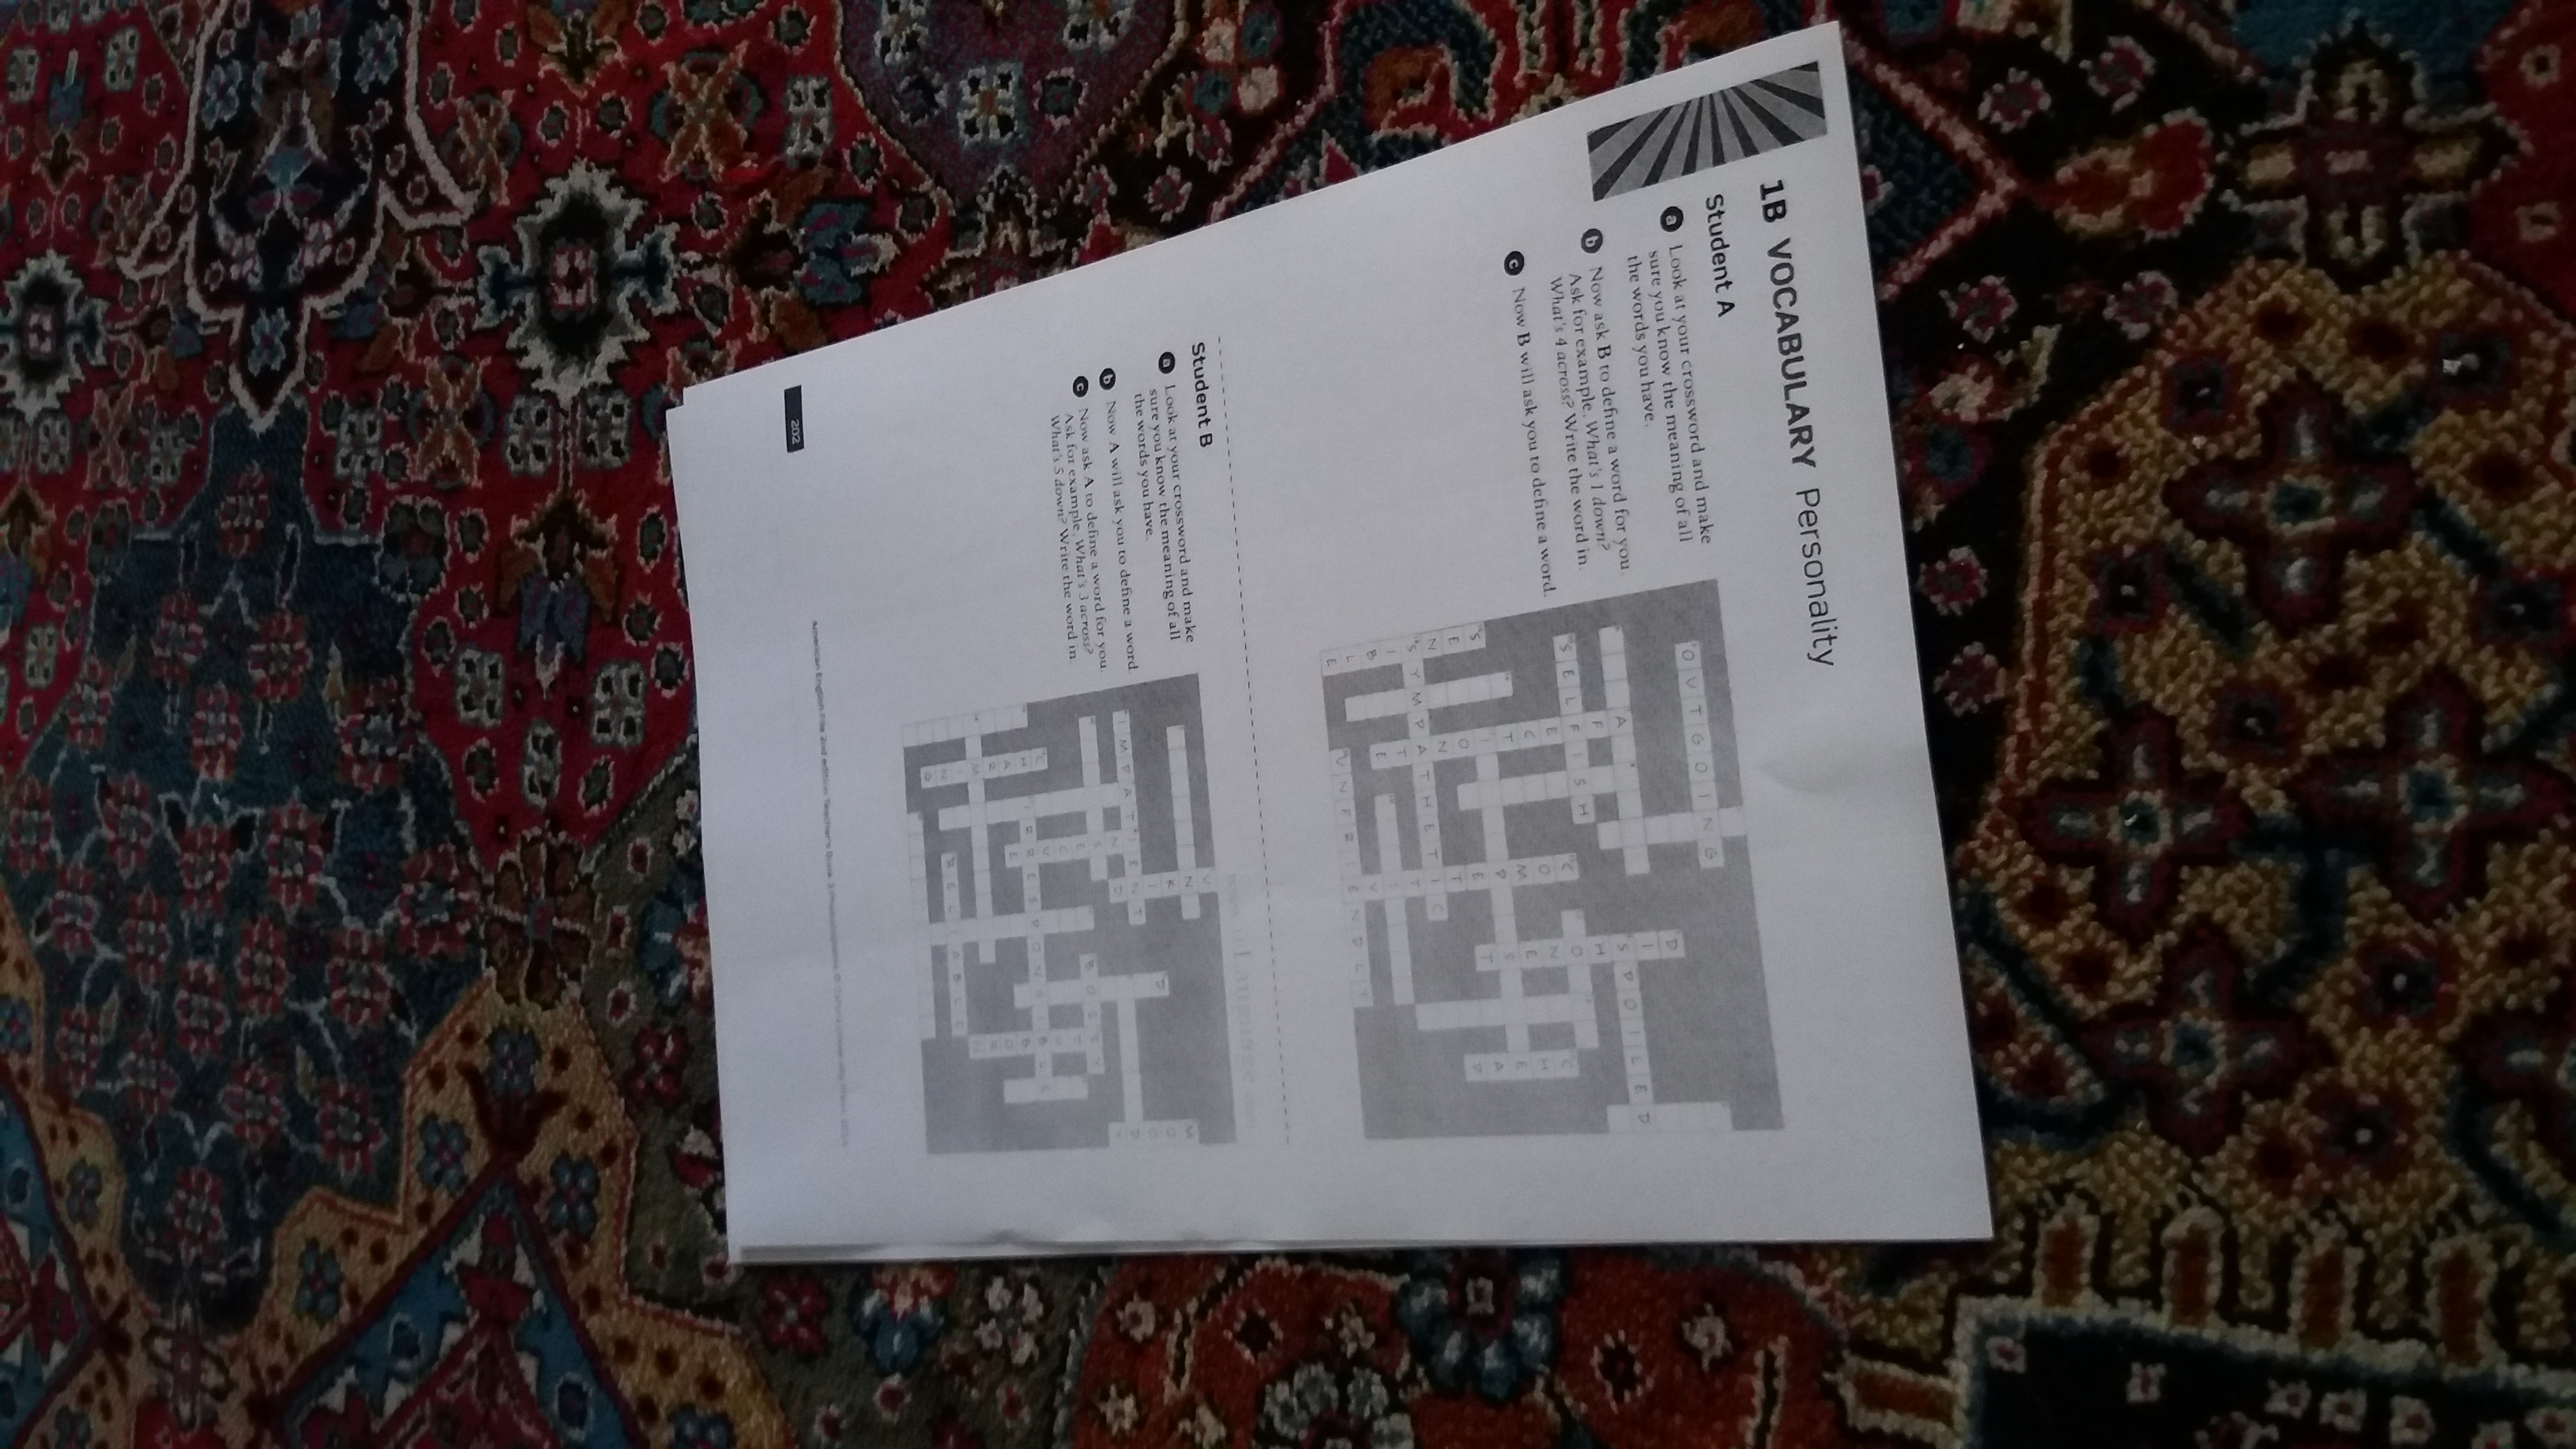 1B VOCABULARY Personality
Student A
a Look at your crossword and make
sure you know the meaning of all
the words you have.
b Now ask B to define a word for you.
Ask for example, What's 1 down?
What's 4 across? Write the word in.
c Now B will ask you to define a word.
OUTGOING
SPOILED
SELFISH
SYMPATHETIC
UNFRIENDLY
DISHONEST
AFFECTIONATE
COMPETITIVE
CHEAP
SENSIBLE
Student B
a Look at your crossword and make
sure you know the meaning of all
the words you have.
b Now A will ask you to define a word.
c Now ask A to define a word for you.
Ask for example, What's 3 across?
What's 5 down? Write the word in.
IMPATIENT
BOSSY
IRRESPONSIBLE
RELIABLE
MOODY
CHARMING
STUBBORN
202
American English File 2nd edition Teacher's Book 3 Photocopiable © Oxford University Press 2014